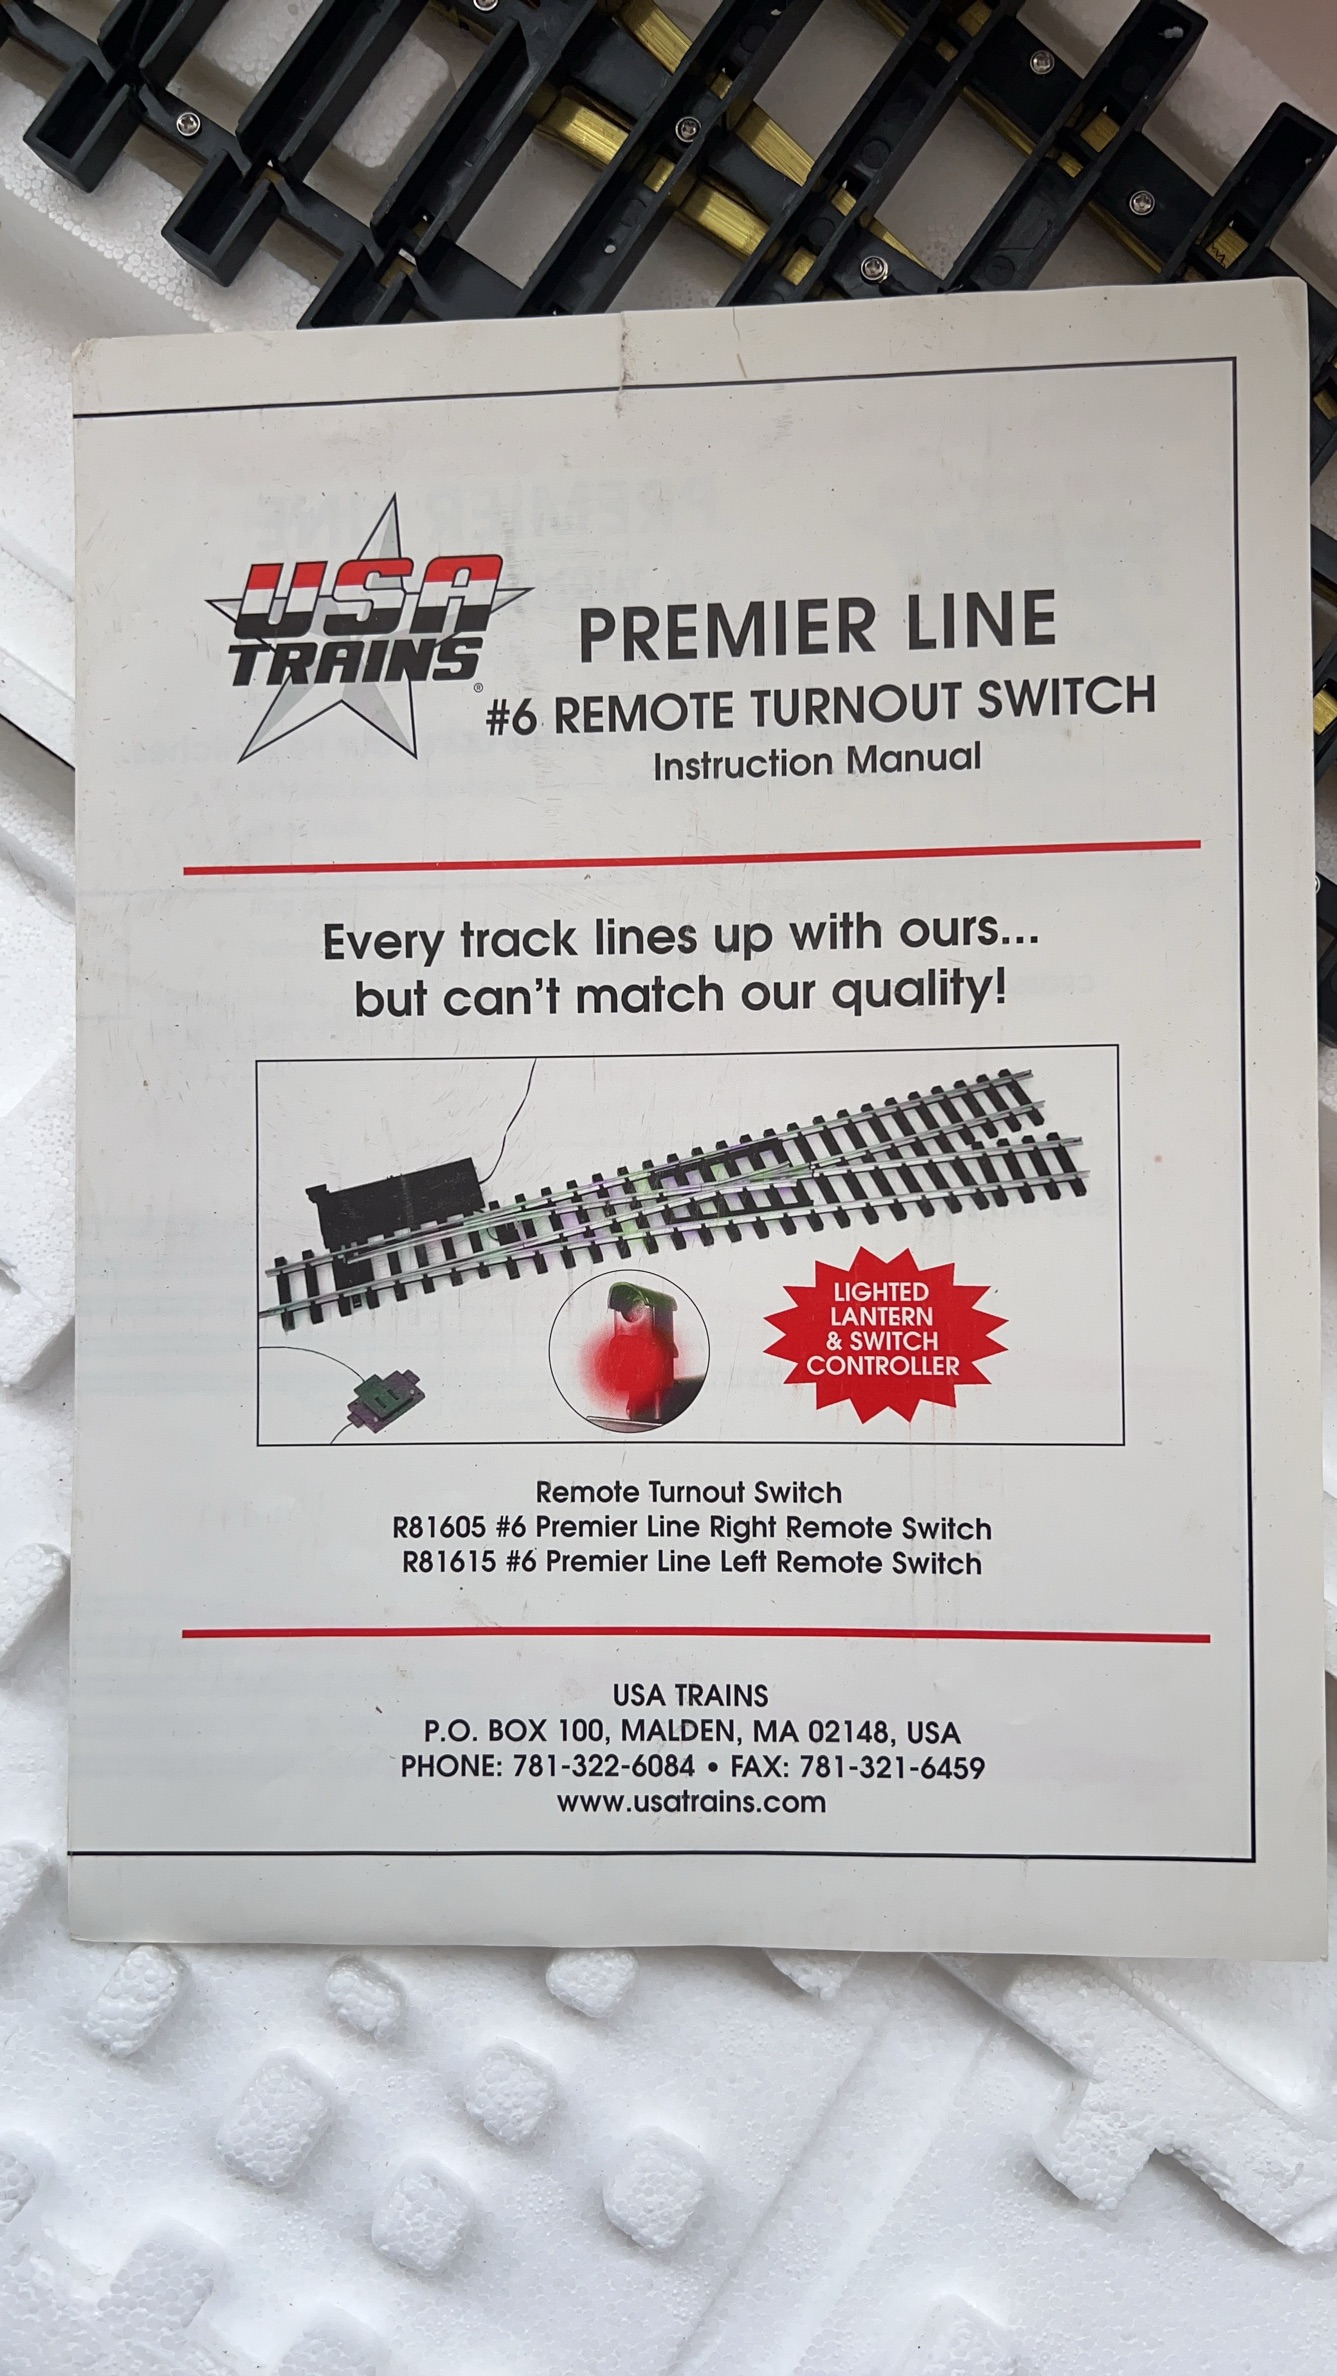 USA
TRAINS®
PREMIER LINE
#6 REMOTE TURNOUT SWITCH
Instruction Manual
Every track lines up with ours...
but can't match our quality!
LIGHTED
LANTERN
& SWITCH
CONTROLLER
Remote Turnout Switch
R81605 #6 Premier Line Right Remote Switch
R81615 #6 Premier Line Left Remote Switch
USA TRAINS
P.O. BOX 100, MALDEN, MA 02148, USA
PHONE: 781-322-6084 • FAX: 781-321-6459
www.usatrains.com